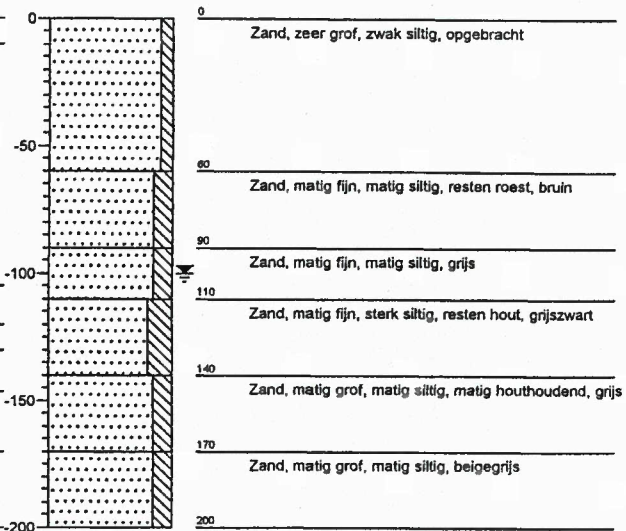 0
0
Zand, zeer grof, zwak siltig, opgebracht
-50
60
Zand, matig fijn, matig siltig, resten roest, bruin
90
Zand, matig fijn, matig siltig, grijs
-100
110
Zand, matig fijn, sterk siltig, resten hout, grijszwart
140
Zand, matig grof, matig siltig, matig houthoudend, grijs
-150
170
Zand, matig grof, matig siltig, beigegrijs
-200
200